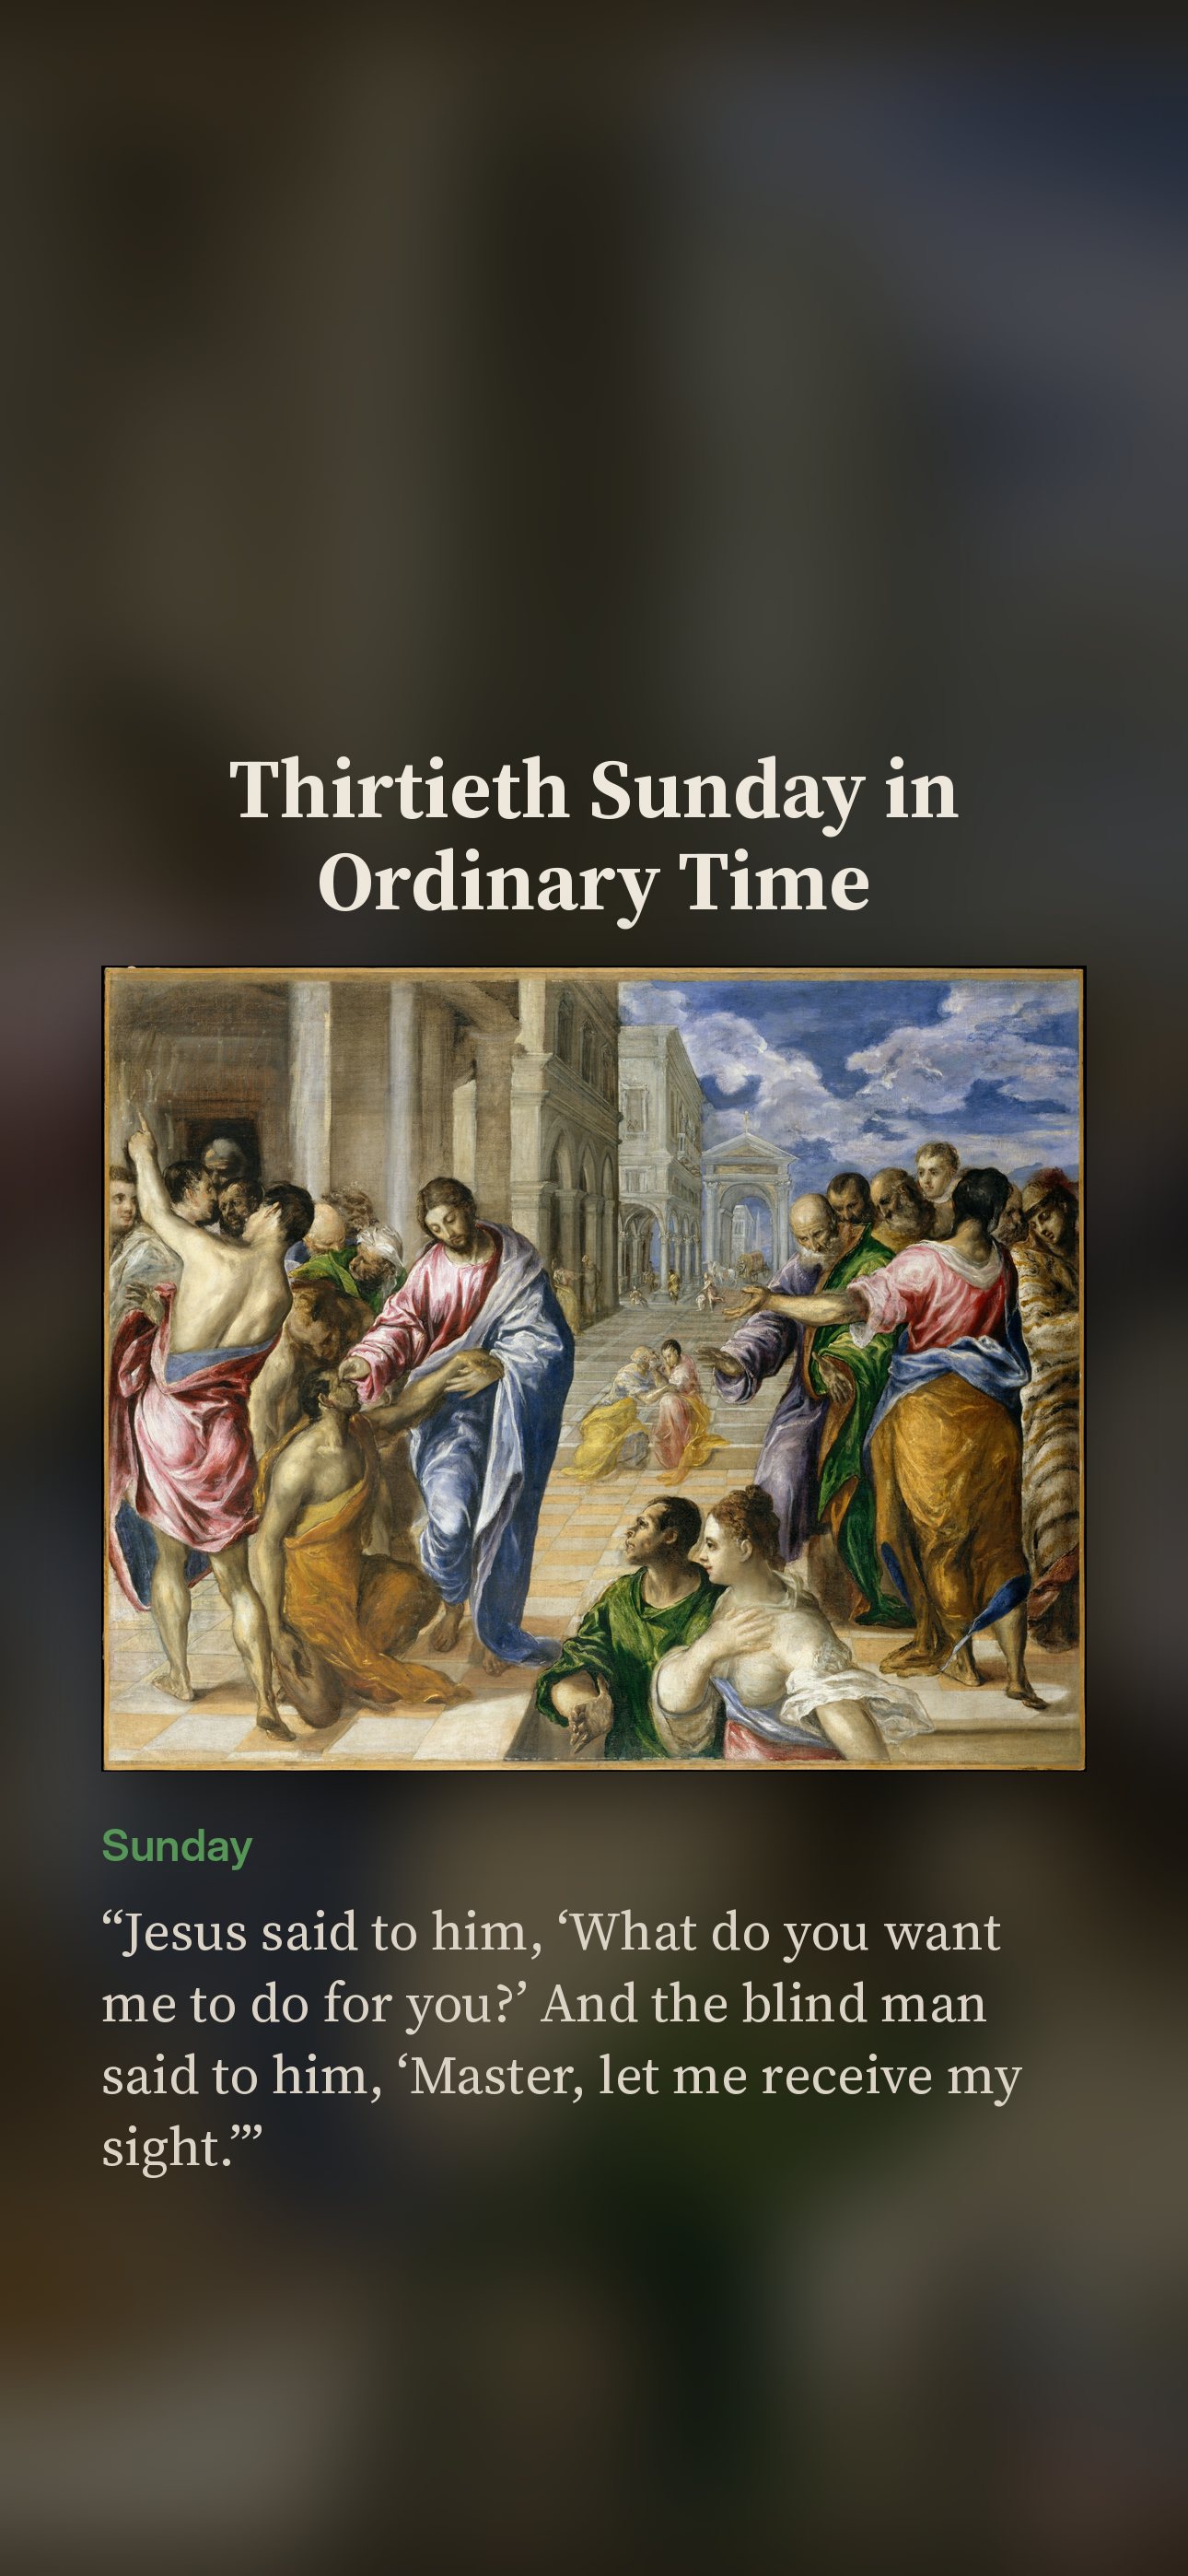 Thirtieth Sunday in
Ordinary Time
Sunday
“Jesus said to him, ‘What do you want
me to do for you?’ And the blind man
said to him, ‘Master, let me receive my
sight.’”